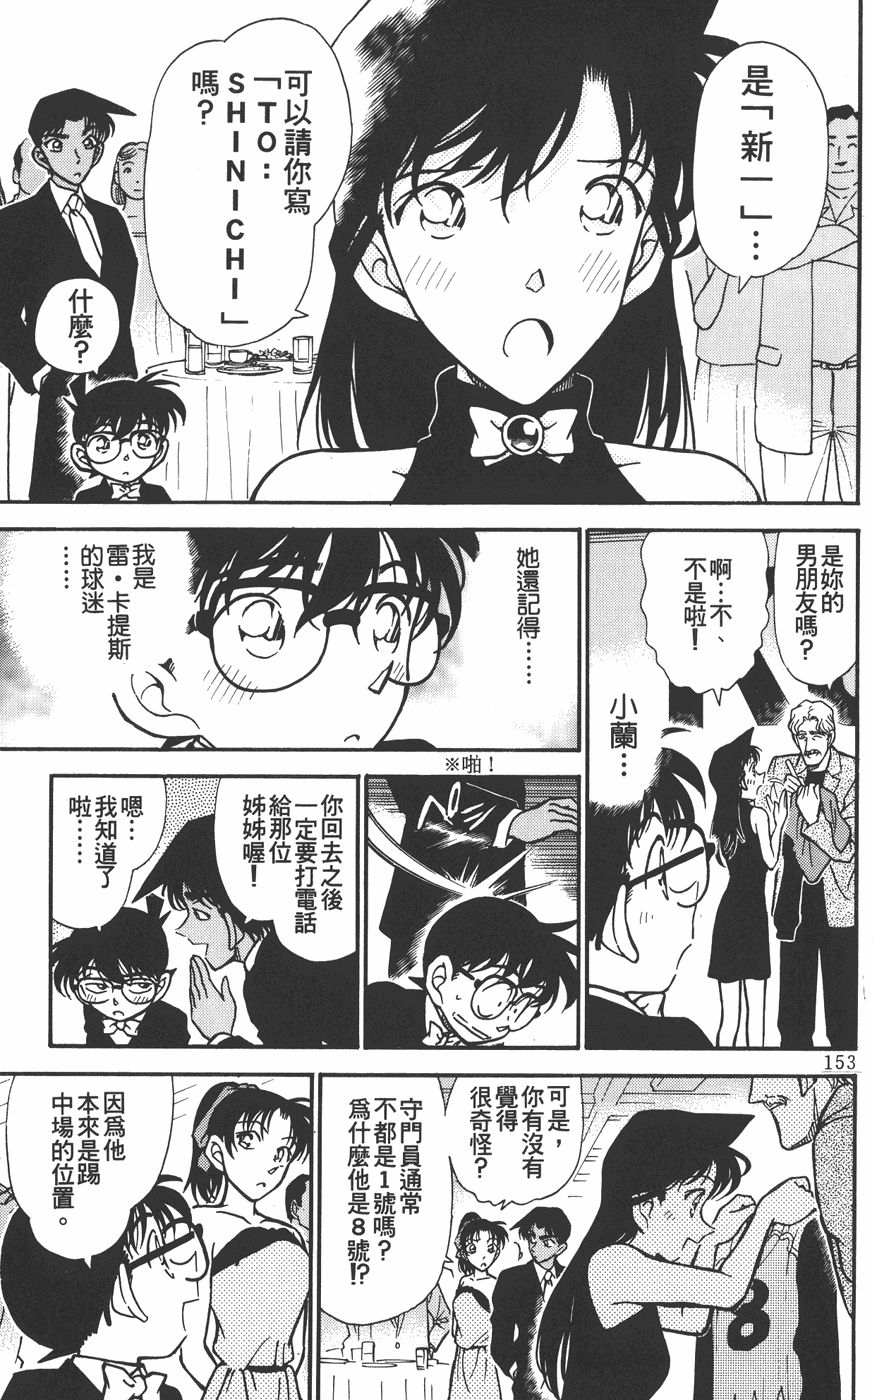 是「新一」…
可以請你寫
「TO:
SHINICHI」
嗎？
什麼？
是妳的
男朋友嗎？
啊…不、
不是啦！
小蘭…
她還記得……
我是
雷・卡提斯
的球迷
……
※啪！
你回去之後
一定要打電話
給那位
姊姊喔！
嗯…
我知道了
啦……
153
可是，
你有沒有
覺得
很奇怪？
守門員通常
不都是1號嗎？
爲什麼他是8號!?
8
因爲他
本來是踢
中場的位置。